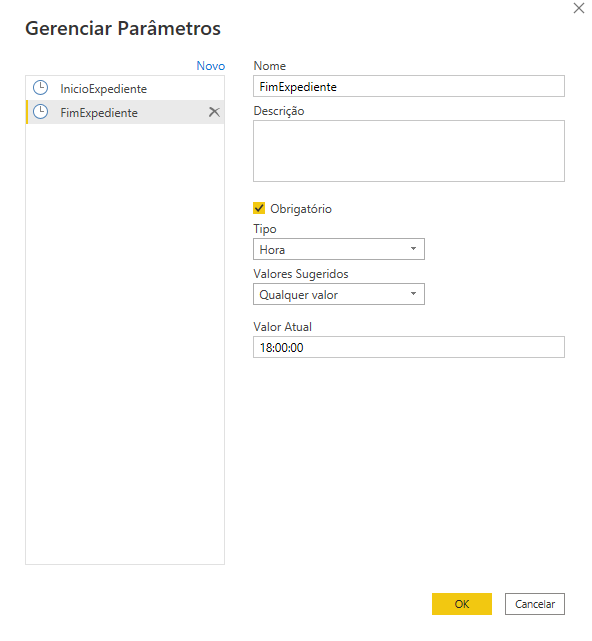 Gerenciar Parâmetros
Novo
InicioExpediente
FimExpediente
Nome
FimExpediente
Descrição
Obrigatório
Tipo
Hora
Valores Sugeridos
Qualquer valor
Valor Atual
18:00:00
OK
Cancelar